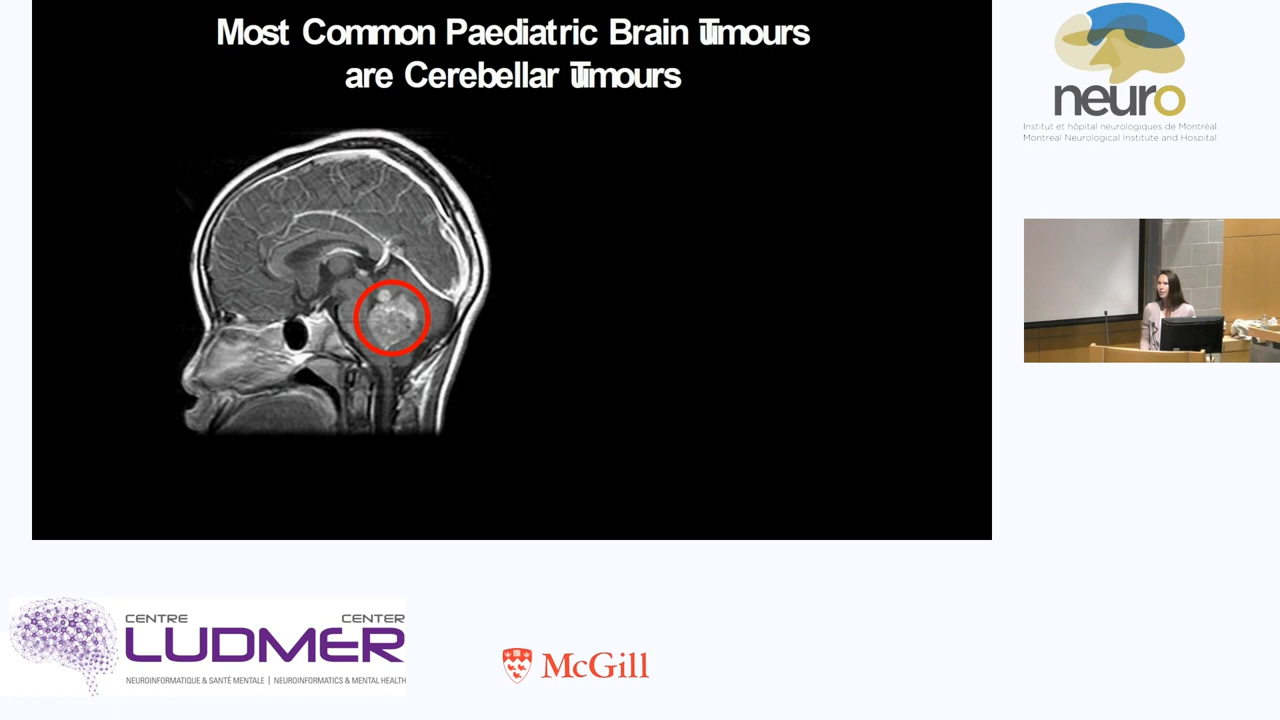 Most Common Paediatric Brain Tumours
are Cerebellar Tumours
neuro
Institut et hôpital neurologiques de Montréal
Montreal Neurological Institute and Hospital
CENTRE CENTER
LUDMER
NEUROINFORMATIQUE & SANTÉ MENTALE | NEUROINFORMATICS & MENTAL HEALTH
McGill